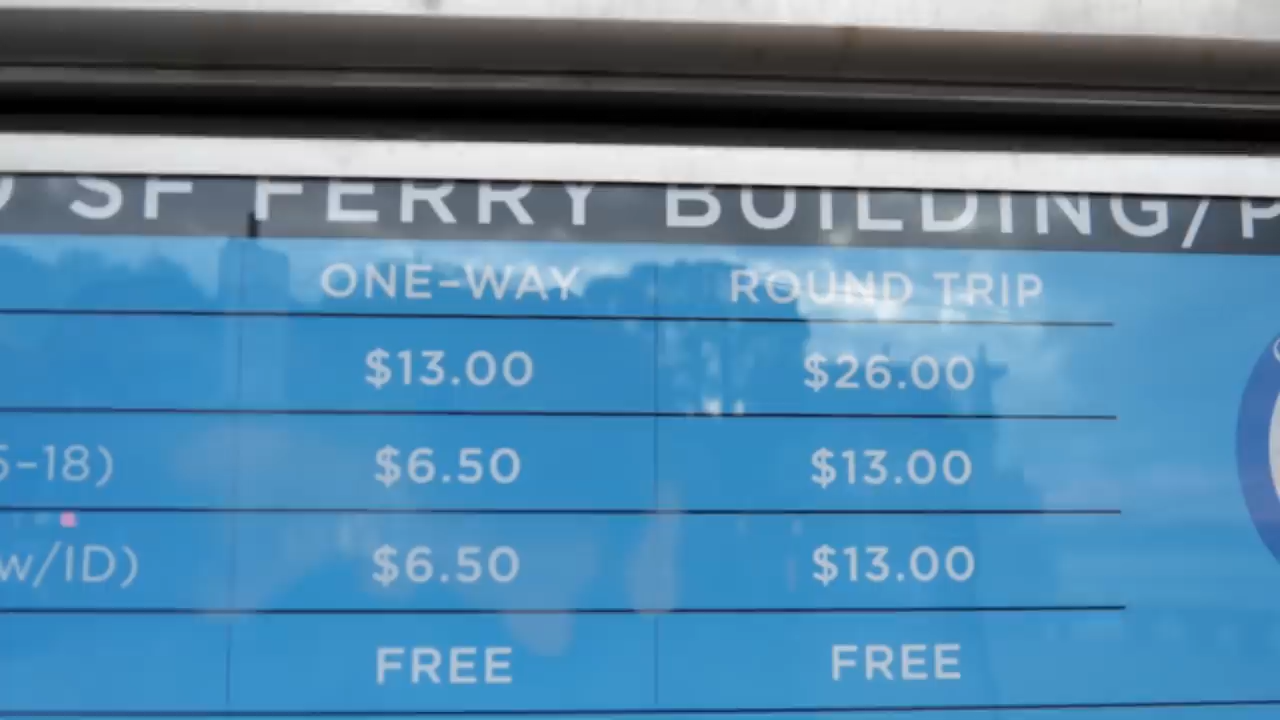 SF FERRY BUILDING/
ONE-WAY ROUND TRIP
$13.00 $26.00
5-18) $6.50 $13.00
w/ID) $6.50 $13.00
FREE FREE